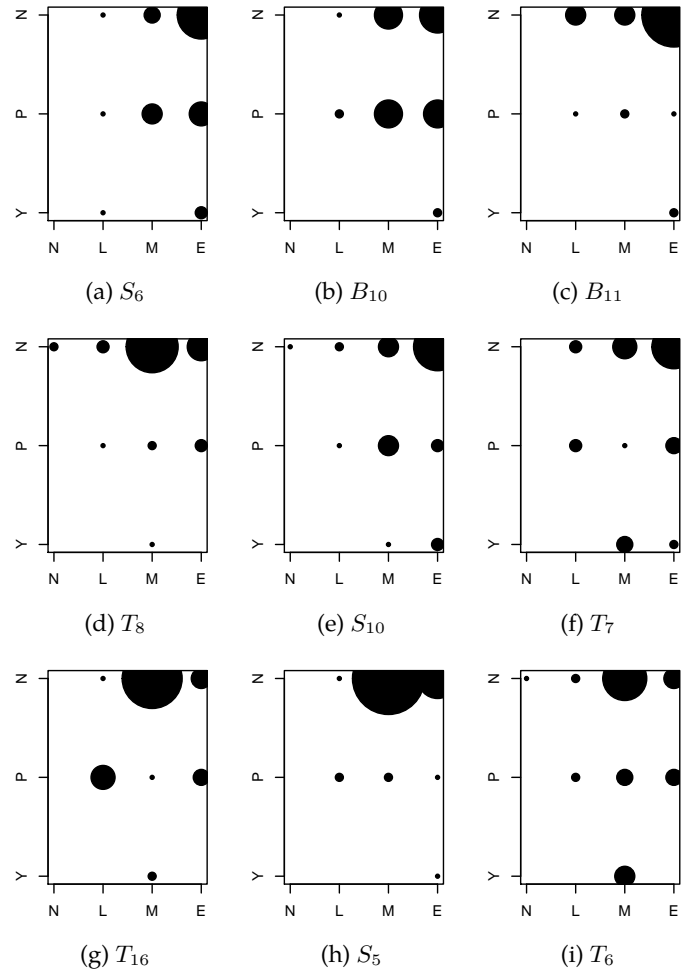 N
P
Y
N L M E
(a) S₆
N
P
Y
N L M E
(b) B₁₀
N
P
Y
N L M E
(c) B₁₁
N
P
Y
N L M E
(d) T₈
N
P
Y
N L M E
(e) S₁₀
N
P
Y
N L M E
(f) T₇
N
P
Y
N L M E
(g) T₁₆
N
P
Y
N L M E
(h) S₅
N
P
Y
N L M E
(i) T₆